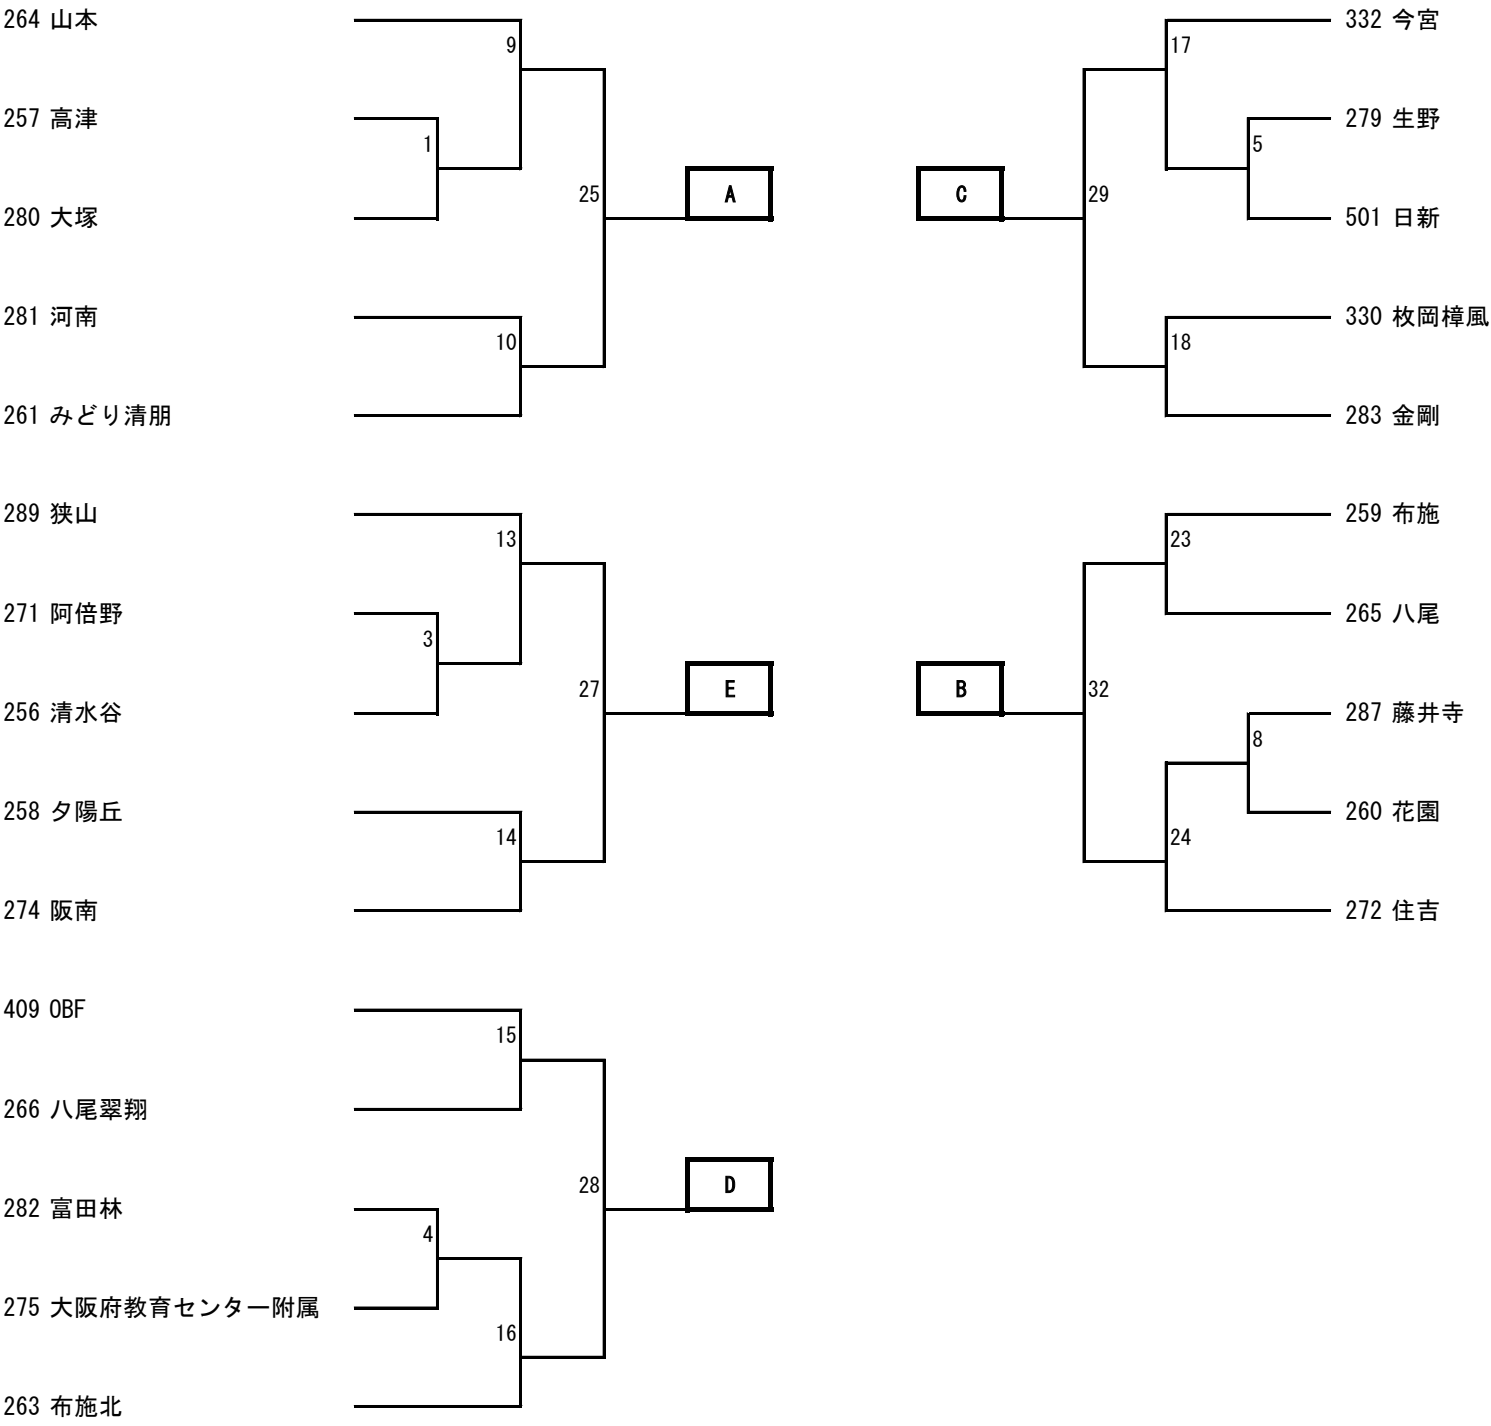 264 山本
9
257 高津
1
280 大塚
25
A
281 河南
10
261 みどり清朋
289 狭山
13
271 阿倍野
3
256 清水谷
27
E
258 夕陽丘
14
274 阪南
409 OBF
15
266 八尾翠翔
28
D
282 富田林
4
275 大阪府教育センター附属
16
263 布施北
332 今宮
17
279 生野
5
C
29
501 日新
330 枚岡樟風
18
283 金剛
259 布施
23
265 八尾
B
32
287 藤井寺
8
260 花園
24
272 住吉